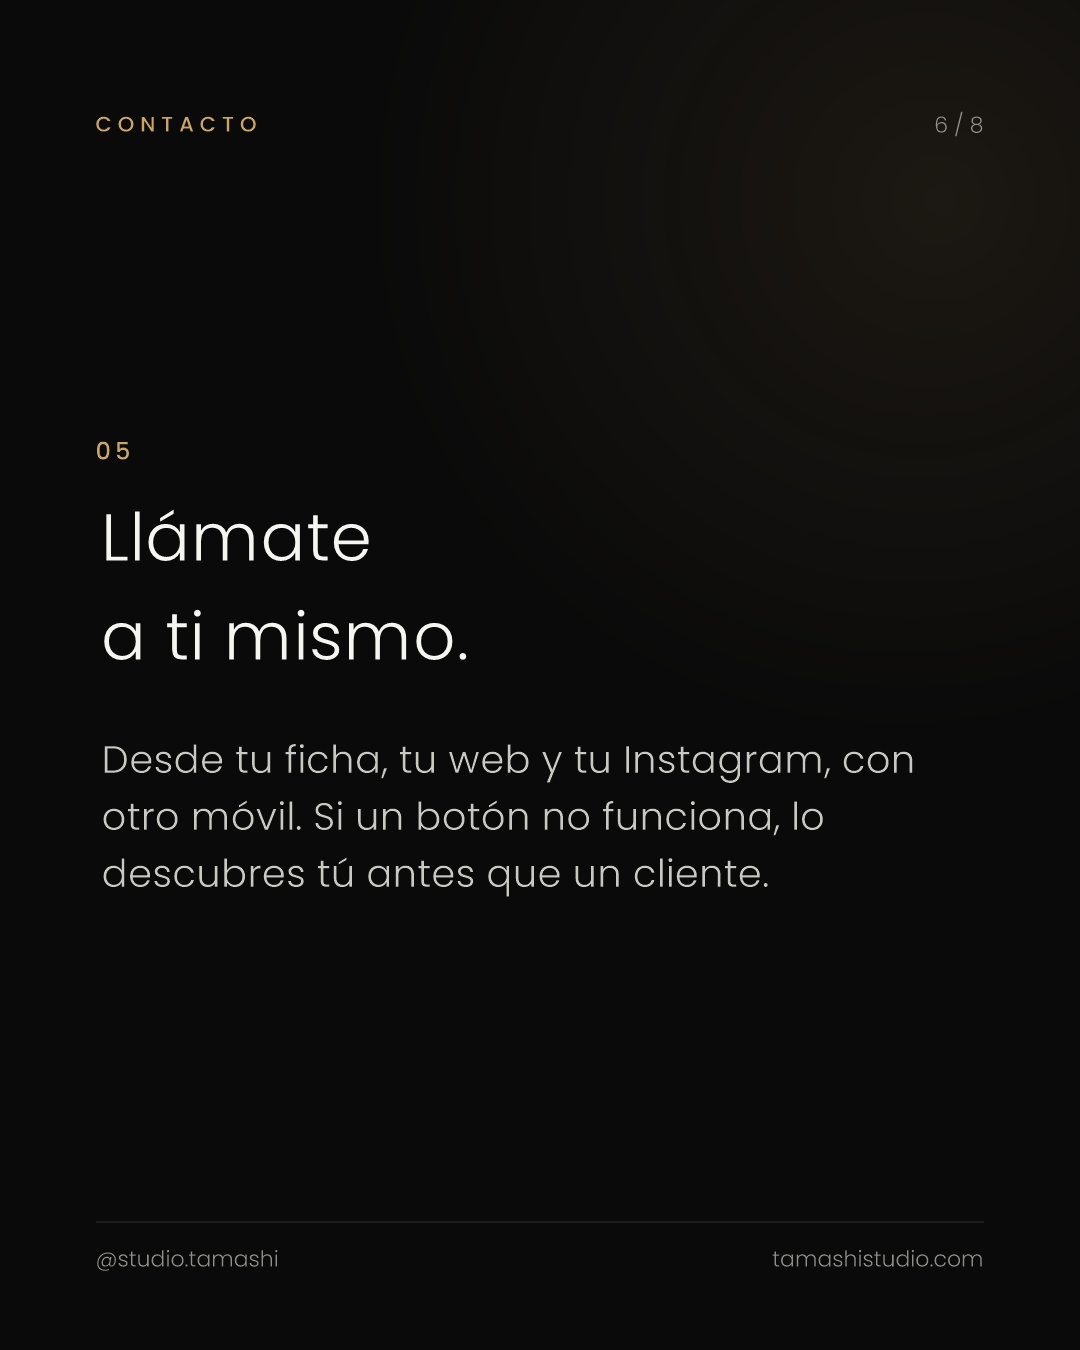 CONTACTO
6 / 8
05
Llámate
a ti mismo.
Desde tu ficha, tu web y tu Instagram, con
otro móvil. Si un botón no funciona, lo
descubres tú antes que un cliente.
@studio.tamashi
tamashistudio.com